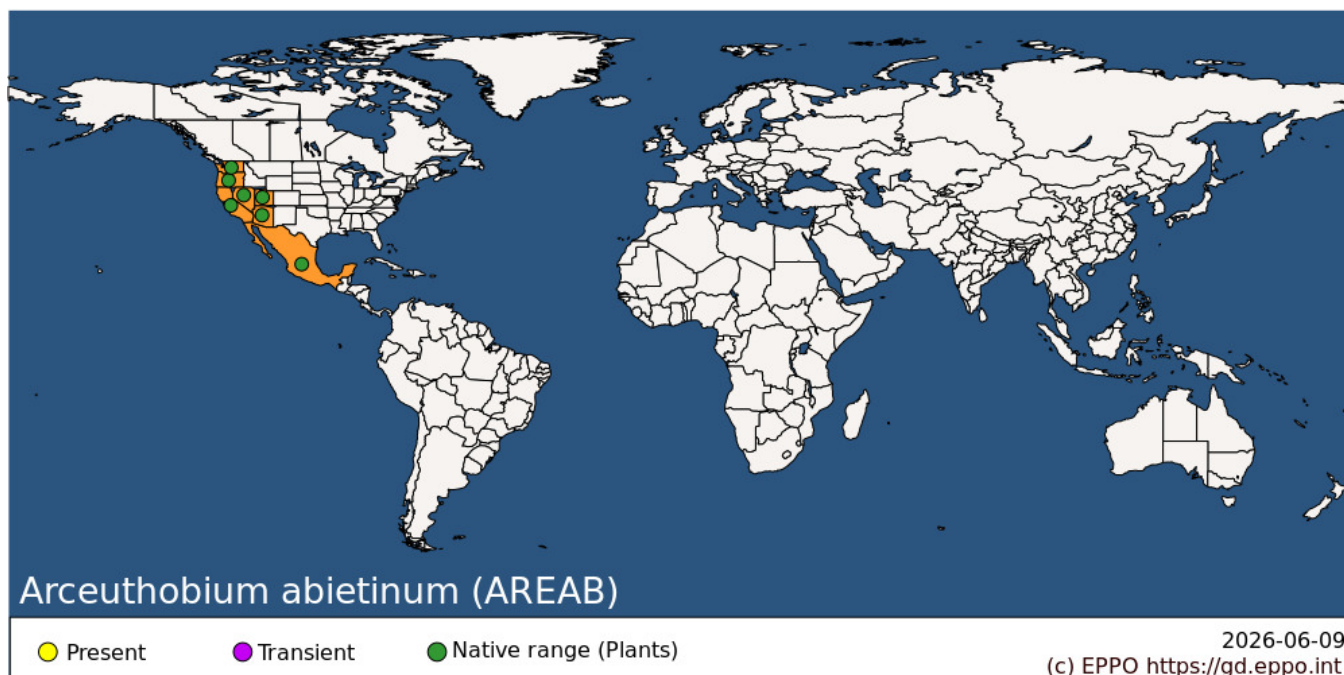 Arceuthobium abietinum (AREAB)
Present
Transient
Native range (Plants)
2026-06-09
(c) EPPO https://gd.eppo.int